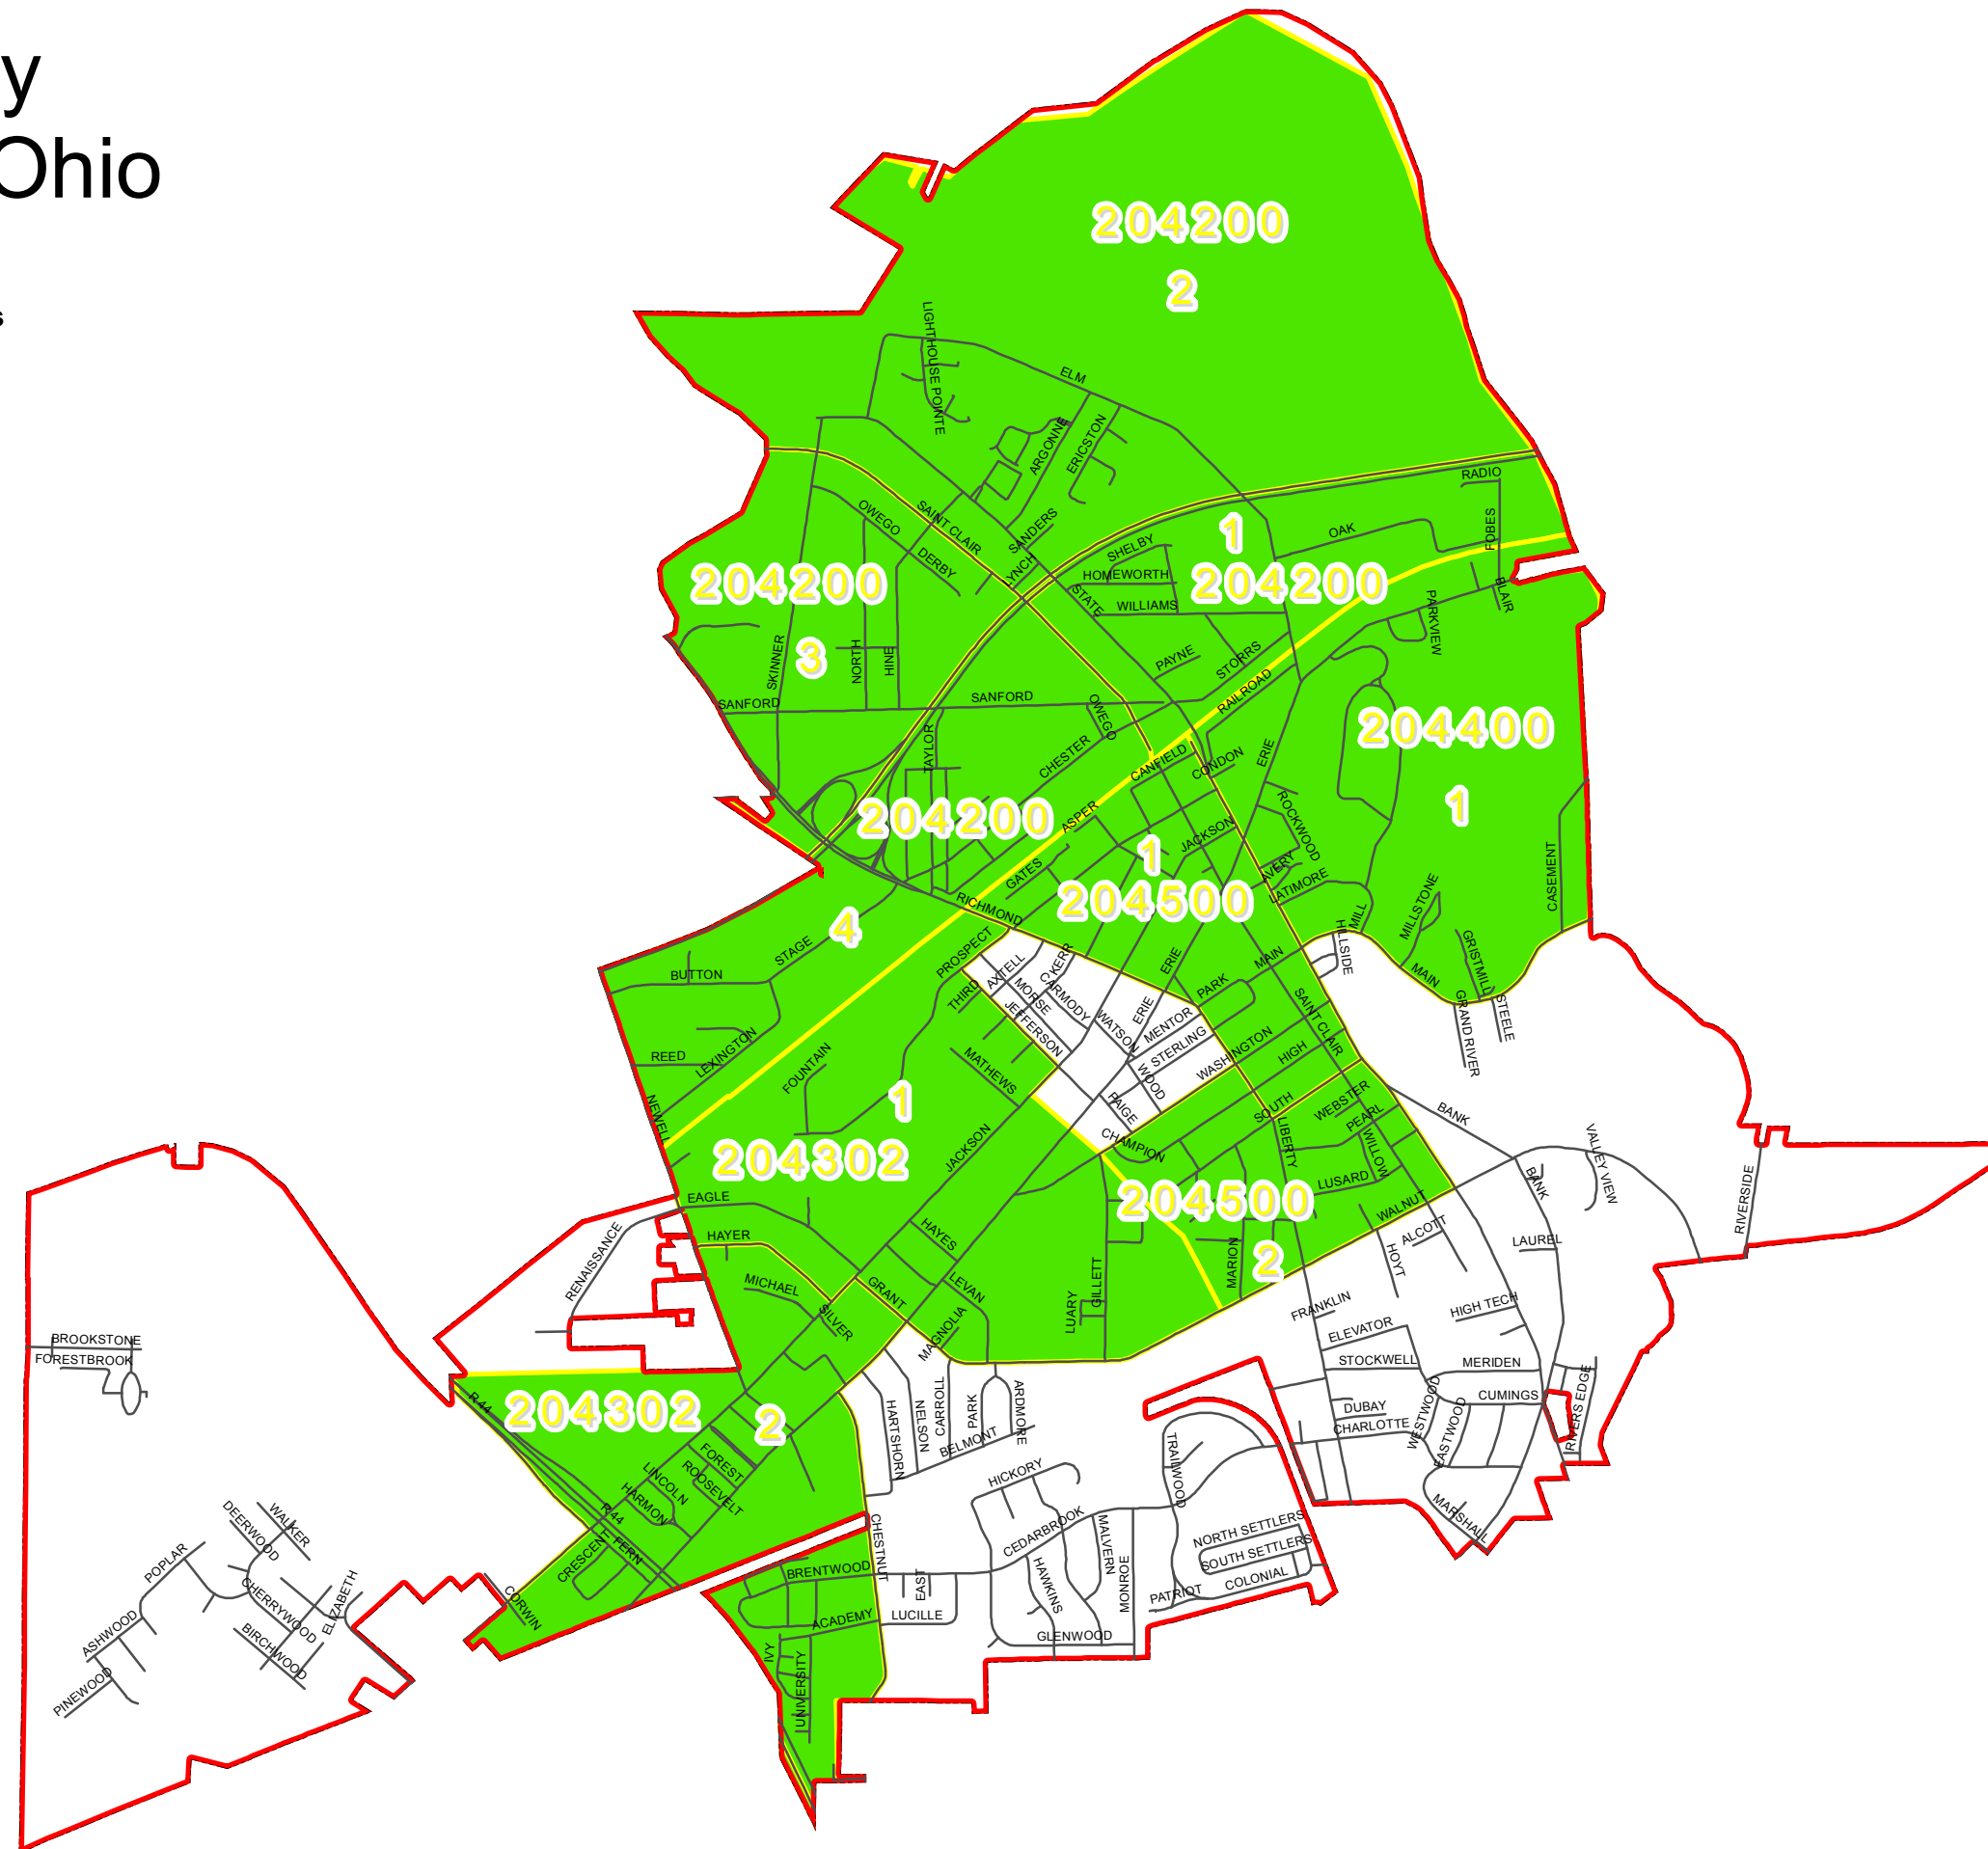 y
Ohio
s
204200
2
LIGHTHOUSE POINTE
ELM
ARGONNE
ERICSTON
RADIO
OWEGO
SAINT CLAIR
SANDERS
1
OAK
FOBES
DERBY
LYNCH
SHELBY
204200
HOMEWORTH
204200
STATE
WILLIAMS
BLAIR
PARKVIEW
SKINNER
3
NORTH
HINE
PAYNE
STORRS
RAILROAD
SANFORD
SANFORD
OWEGO
204400
TAYLOR
CHESTER
CANFIELD
CONDON
ERIE
1
204200
ASPER
ROCKWOOD
JACKSON
1
GATES
AVERY
CASEMENT
204500
LATIMORE
RICHMOND
4
MILL
MILLSTONE
HILLSIDE
STAGE
PROSPECT
KERR
ERIE
MAIN
GRISTMILL
BUTTON
AXTELL
MAIN
THIRD
MORSE
CARMODY
PARK
SAINT CLAIR
GRAND RIVER
STEELE
JEFFERSON
WATSON
ERIE
MENTOR
STERLING
WASHINGTON
HIGH
REED
LEXINGTON
FOUNTAIN
MATHEWS
WOOD
NEWELL
1
PAIGE
SOUTH
WEBSTER
PEARL
BANK
204302
JACKSON
CHAMPION
LIBERTY
WILLOW
VALLEY VIEW
EAGLE
204500
LUSARD
BANK
RIVERSIDE
WALNUT
RENAISSANCE
HAYER
HAYES
2
ALCOTT
LAUREL
MICHAEL
GRANT
LEVAN
GILLETT
MARION
HOYT
SILVER
MAGNOLIA
LUARY
FRANKLIN
HIGH TECH
BROOKSTONE
ELEVATOR
FORESTBROOK
STOCKWELL
MERIDEN
R 44
204302
2
HARTSHORN
NELSON
CARROLL
PARK
ARDMORE
DUBAY
WESTWOOD
EASTWOOD
CUMINGS
RIVERS EDGE
CHARLOTTE
BELMONT
FOREST
LINCOLN
ROOSEVELT
HARMON
HICKORY
TRAILWOOD
DEERWOOD
WALKER
R 44
CHESTNUT
CEDARBROOK
MALVERN
MARSHALL
FERN
CRESCENT
NORTH SETTLERS
POPLAR
BRENTWOOD
SOUTH SETTLERS
CHERRYWOOD
ELIZABETH
CORWIN
EAST
HAWKINS
MONROE
COLONIAL
PATRIOT
ASHWOOD
ACADEMY
LUCILLE
BIRCHWOOD
GLENWOOD
IVY
PINEWOOD
UNIVERSITY